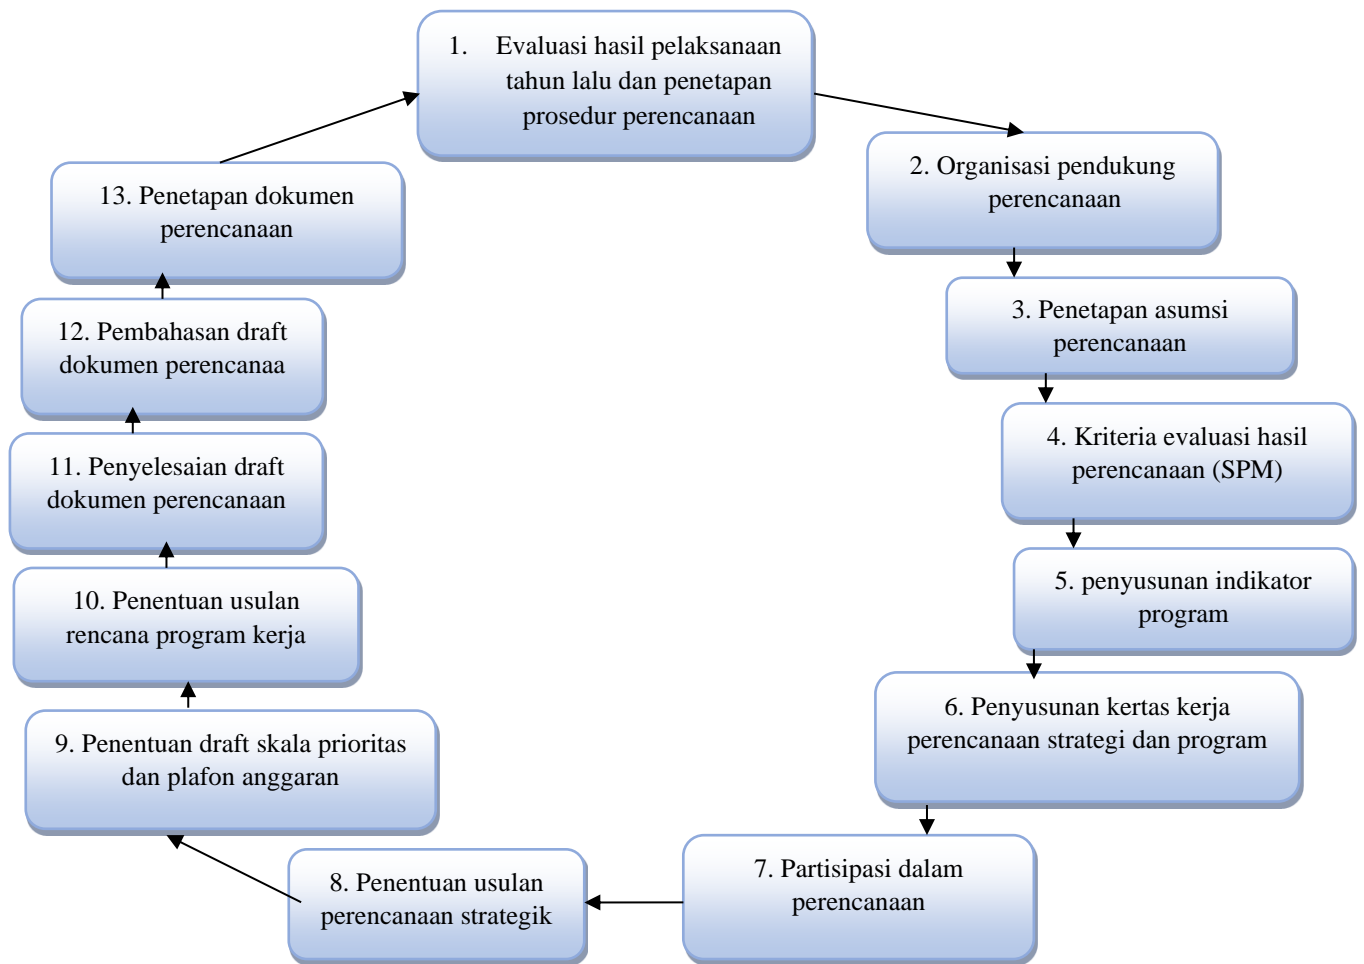 1. Evaluasi hasil pelaksanaan
tahun lalu dan penetapan
prosedur perencanaan
2. Organisasi pendukung
perencanaan
3. Penetapan asumsi
perencanaan
4. Kriteria evaluasi hasil
perencanaan (SPM)
5. penyusunan indikator
program
6. Penyusunan kertas kerja
perencanaan strategi dan program
7. Partisipasi dalam
perencanaan
8. Penentuan usulan
perencanaan strategik
9. Penentuan draft skala prioritas
dan plafon anggaran
10. Penentuan usulan
rencana program kerja
11. Penyelesaian draft
dokumen perencanaan
12. Pembahasan draft
dokumen perencanaa
13. Penetapan dokumen
perencanaan